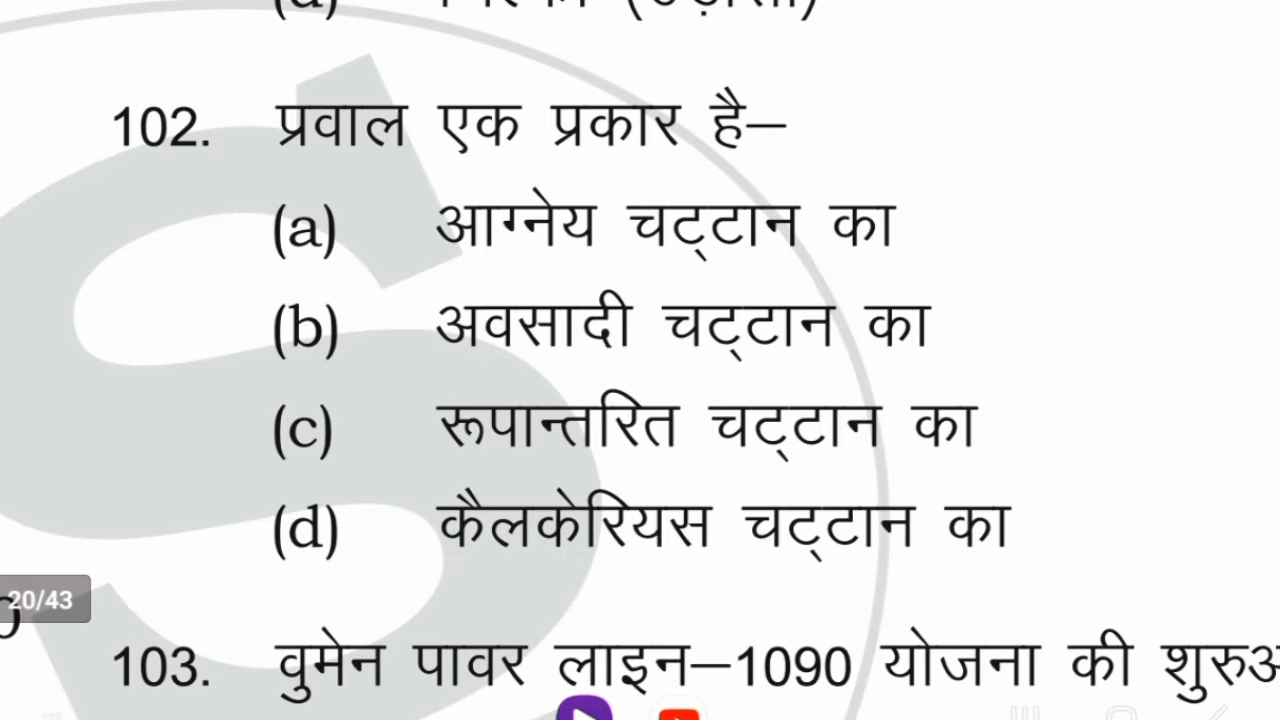 102. प्रवाल एक प्रकार है—
(a) आग्नेय चट्टान का
(b) अवसादी चट्टान का
(c) रूपान्तरित चट्टान का
(d) कैलकेरियस चट्टान का
20/43
103. वुमेन पावर लाइन—1090 योजना की